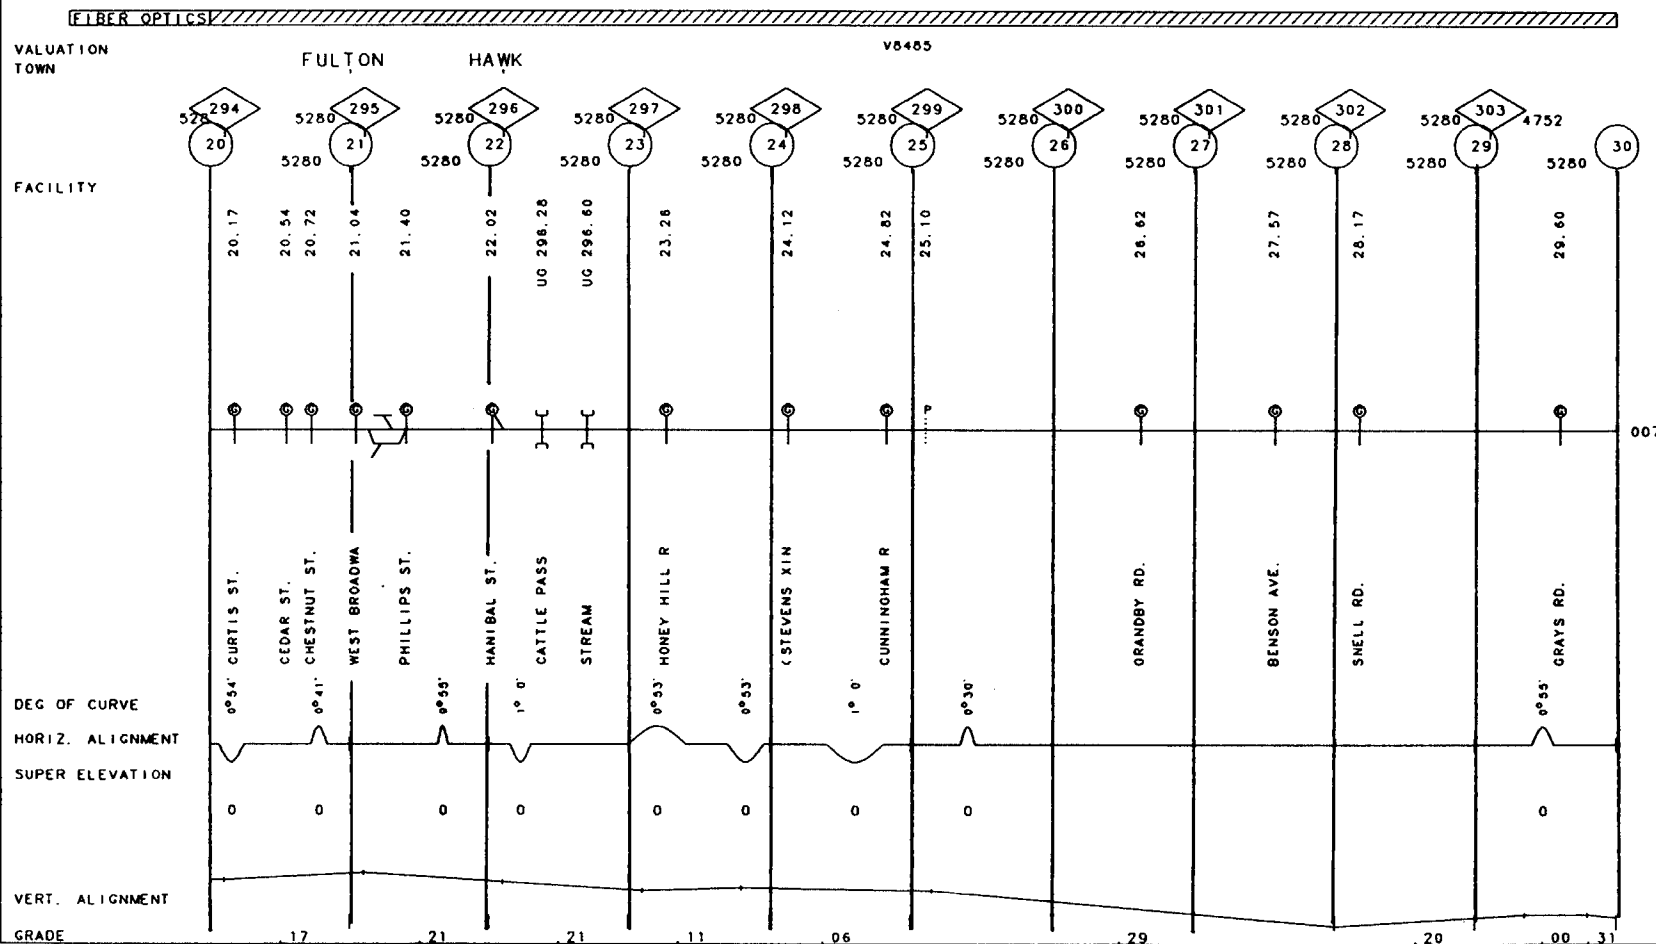 FIBER OPTICS
VALUATION V8485
TOWN FULTON HAWK
294 295 296 297 298 299 300 301 302 303
528 5280 5280 5280 5280 5280 5280 5280 5280 5280 4752
20 21 22 23 24 25 26 27 28 29 30
5280 5280 5280 5280 5280 5280 5280 5280 5280 5280
FACILITY
20.17 20.54 20.72 21.04 21.40 22.02 UG 296.28 UG 296.60 23.28 24.12 24.82 25.10 26.62 27.57 28.17 29.60
G G G G G G G G G P G G G G
007
CURTIS ST. CEDAR ST. CHESTNUT ST. WEST BROADWA PHILLIPS ST. HANIBAL ST. CATTLE PASS STREAM HONEY HILL R (STEVENS XIN CUNNINGHAM R GRANDBY RD. BENSON AVE. SNELL RD. GRAYS RD.
DEG OF CURVE 0°54' 0°41' 0°55' 1° 0' 0°53' 0°53' 1° 0' 0°30' 0°55'
HORIZ. ALIGNMENT
SUPER ELEVATION
0 0 0 0 0 0 0 0 0
VERT. ALIGNMENT
GRADE .17 .21 .21 .11 .06 .29 .20 .00 .31